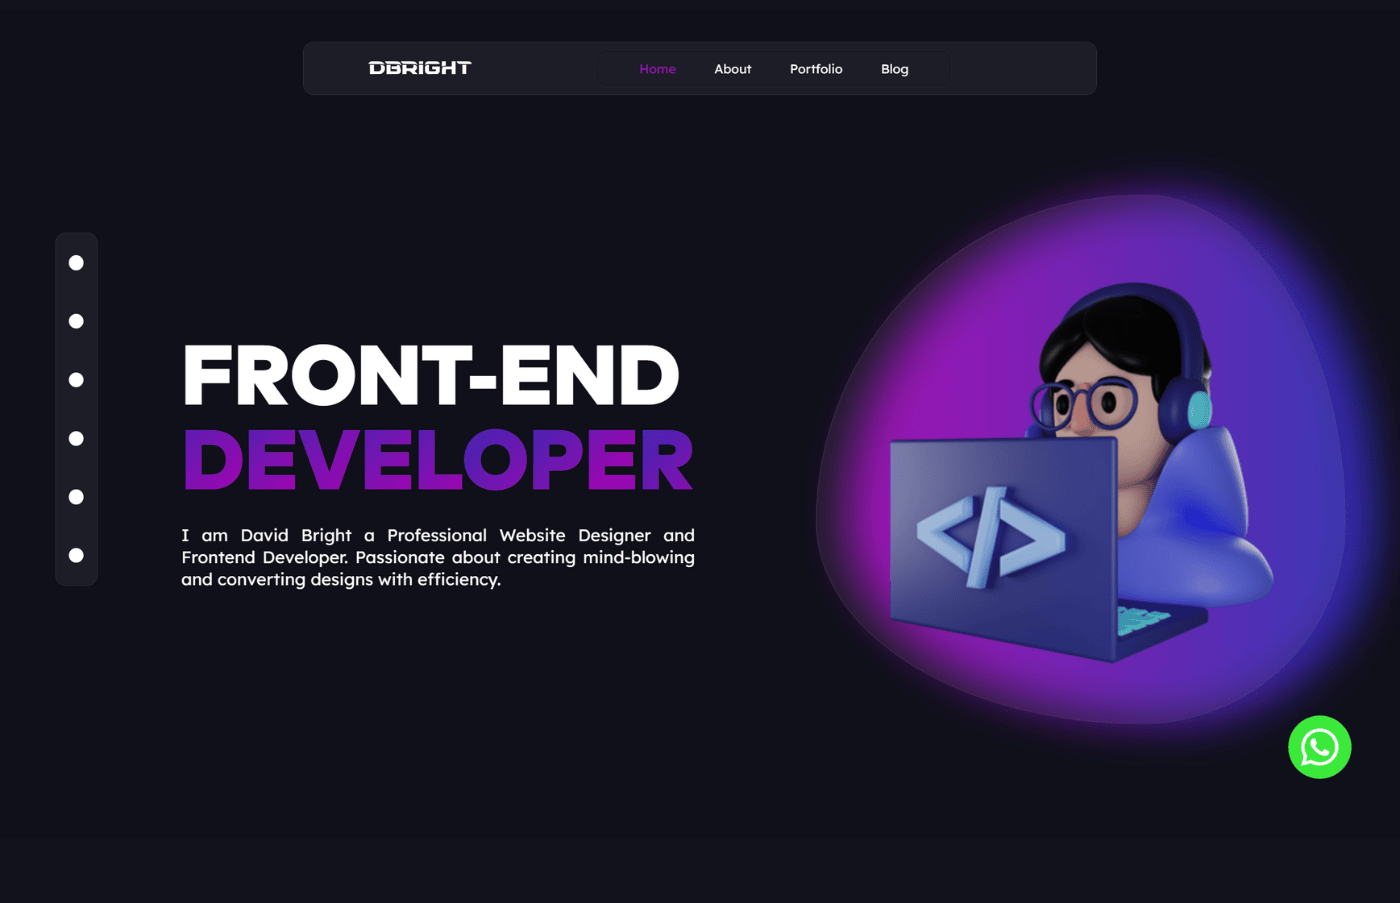 DBRIGHT
Home
About
Portfolio
Blog
FRONT-END
DEVELOPER
I am David Bright a Professional Website Designer and
Frontend Developer. Passionate about creating mind-blowing
and converting designs with efficiency.
</>